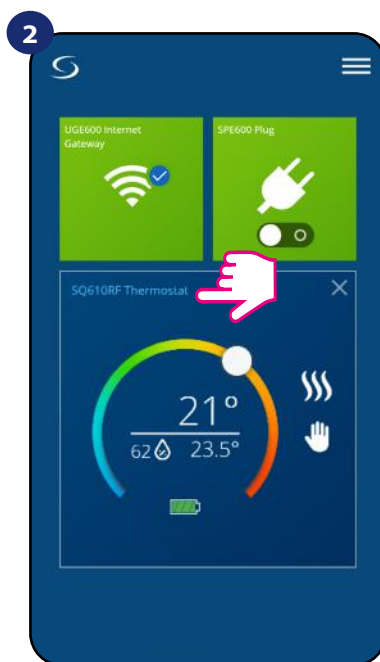 2
UGE600 Internet
Gateway
SPE600 Plug
SQ610RF Thermostat
21°
62 23.5°